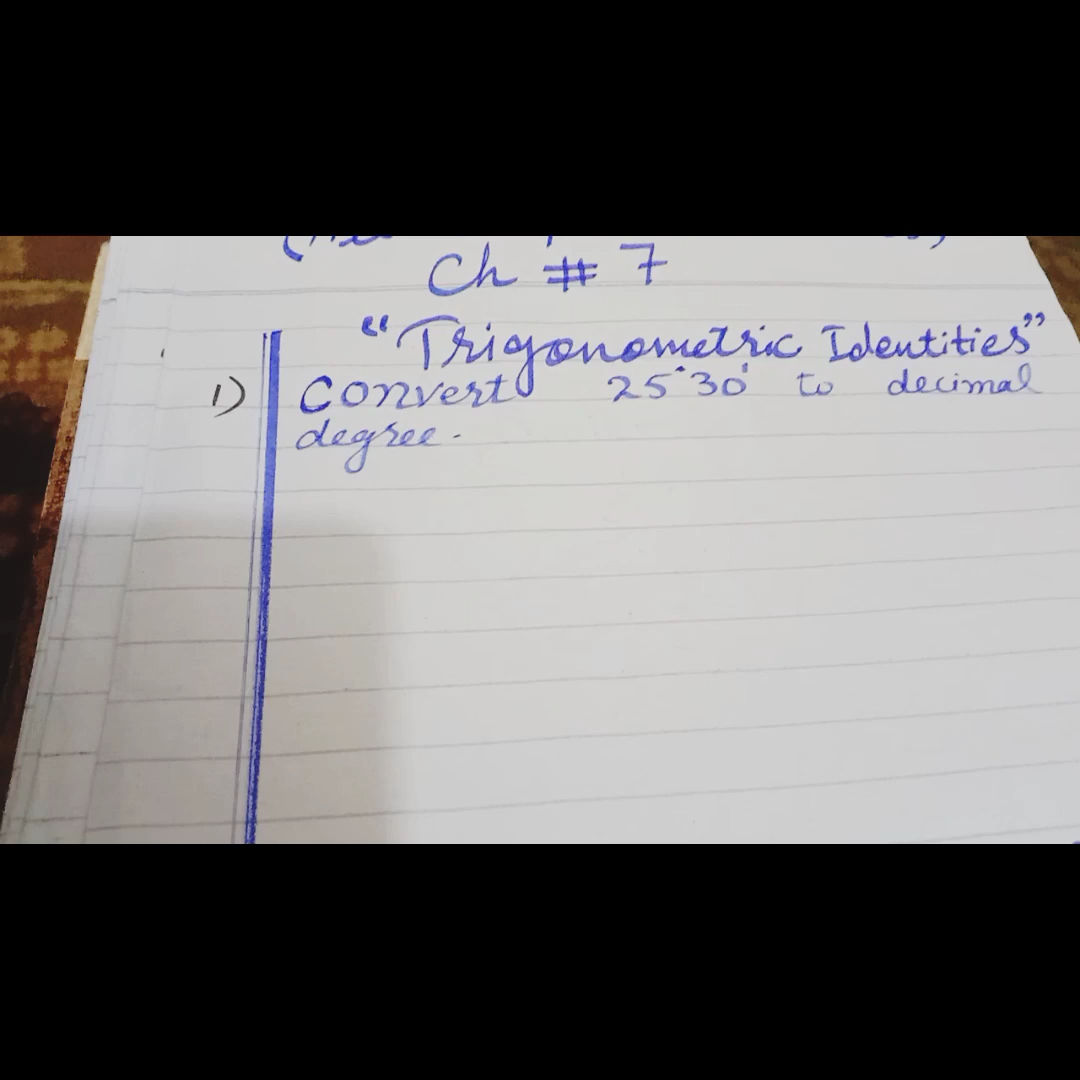 Ch # 7
"Trigonometric Identities"
1) Convert 25°30' to decimal
degree.